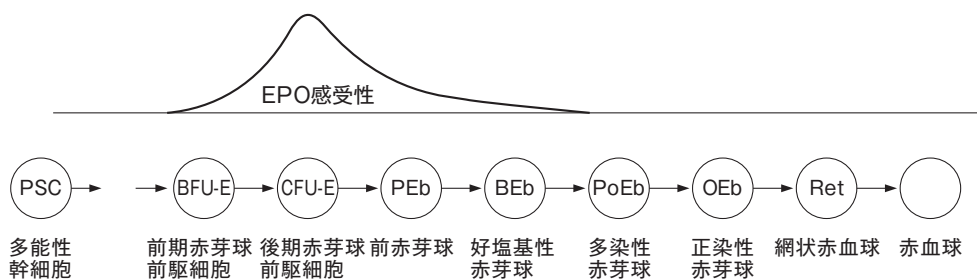 EPO感受性
PSC
BFU-E
CFU-E
PEb
BEb
PoEb
OEb
Ret
多能性
幹細胞
前期赤芽球
前駆細胞
後期赤芽球
前駆細胞
前赤芽球
好塩基性
赤芽球
多染性
赤芽球
正染性
赤芽球
網状赤血球
赤血球